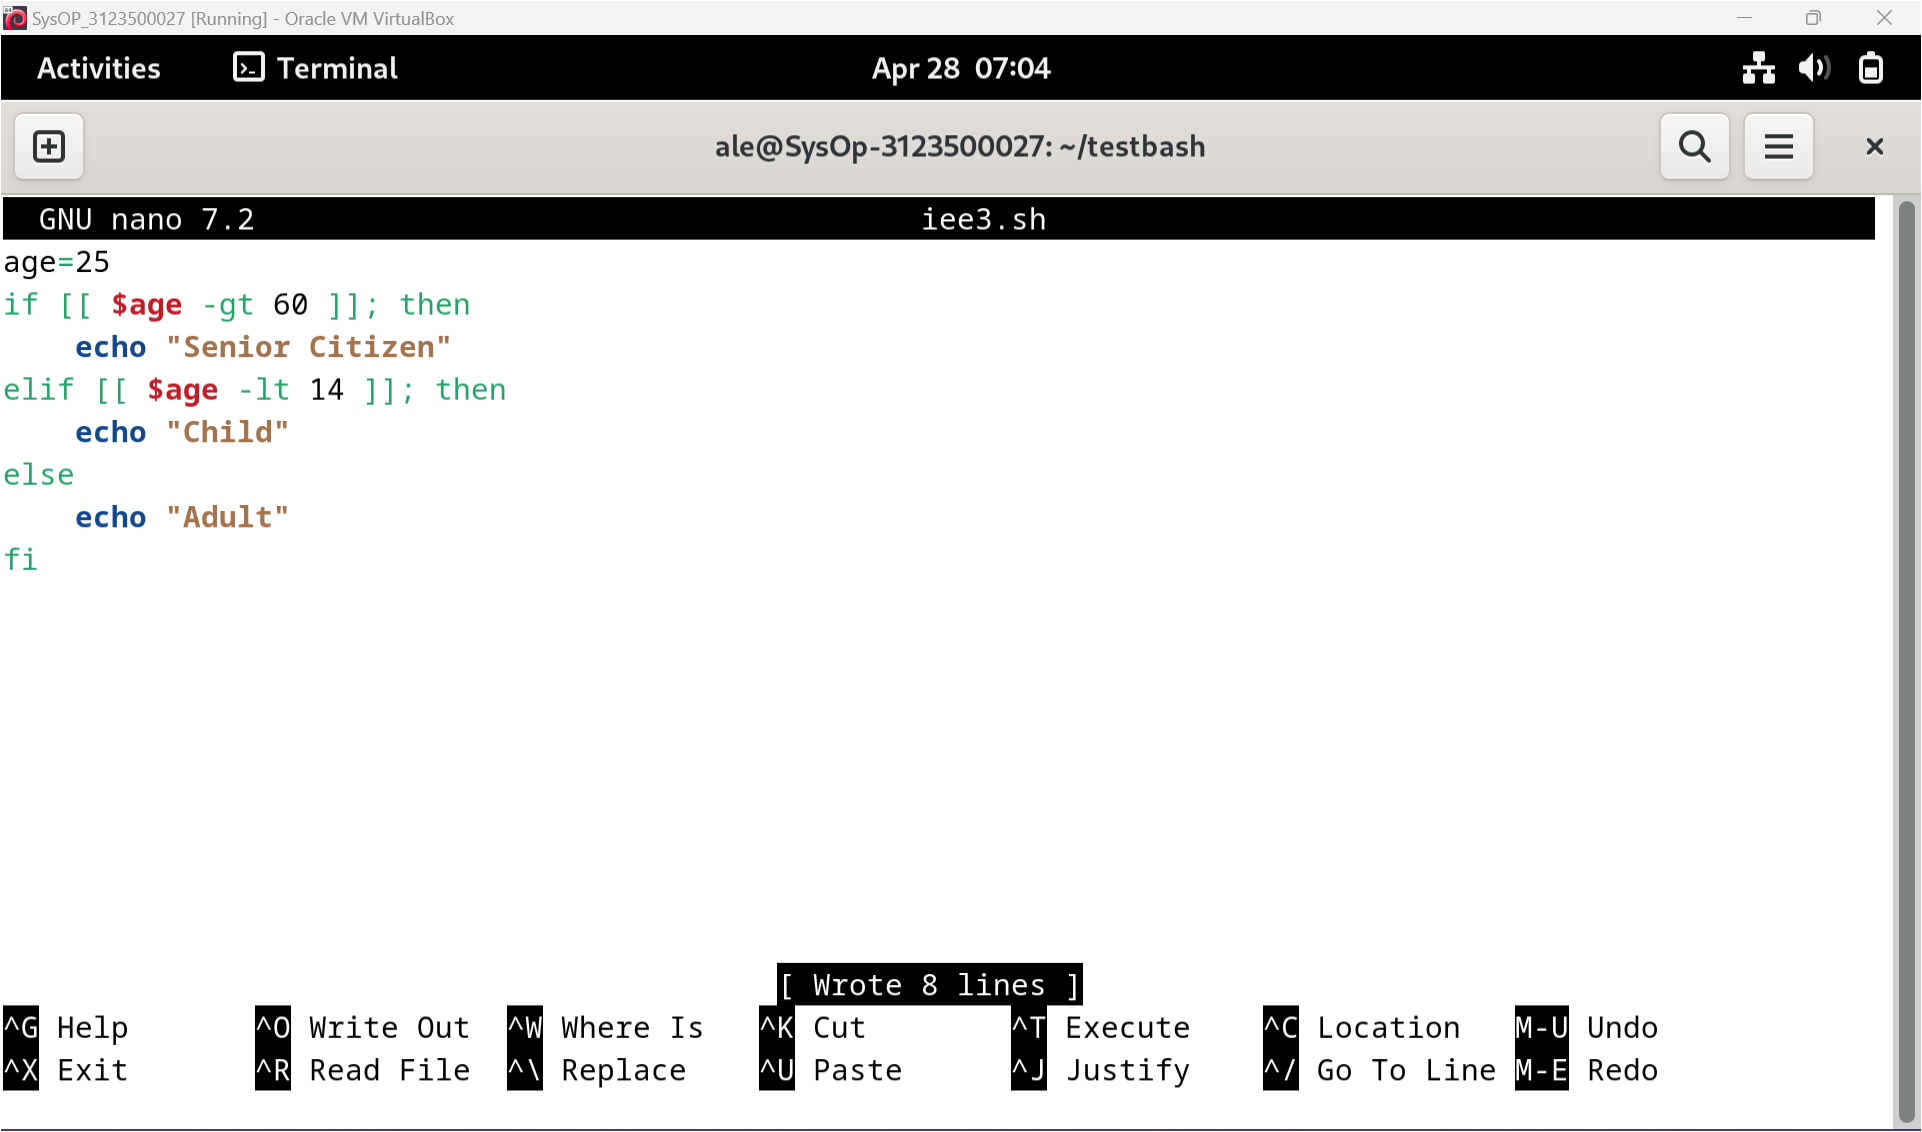 SysOP_3123500027 [Running] - Oracle VM VirtualBox
Activities Terminal Apr 28 07:04
ale@SysOp-3123500027: ~/testbash
GNU nano 7.2 iee3.sh
age=25
if [[ $age -gt 60 ]]; then
    echo "Senior Citizen"
elif [[ $age -lt 14 ]]; then
    echo "Child"
else
    echo "Adult"
fi
[ Wrote 8 lines ]
^G Help ^O Write Out ^W Where Is ^K Cut ^T Execute ^C Location M-U Undo
^X Exit ^R Read File ^\ Replace ^U Paste ^J Justify ^/ Go To Line M-E Redo